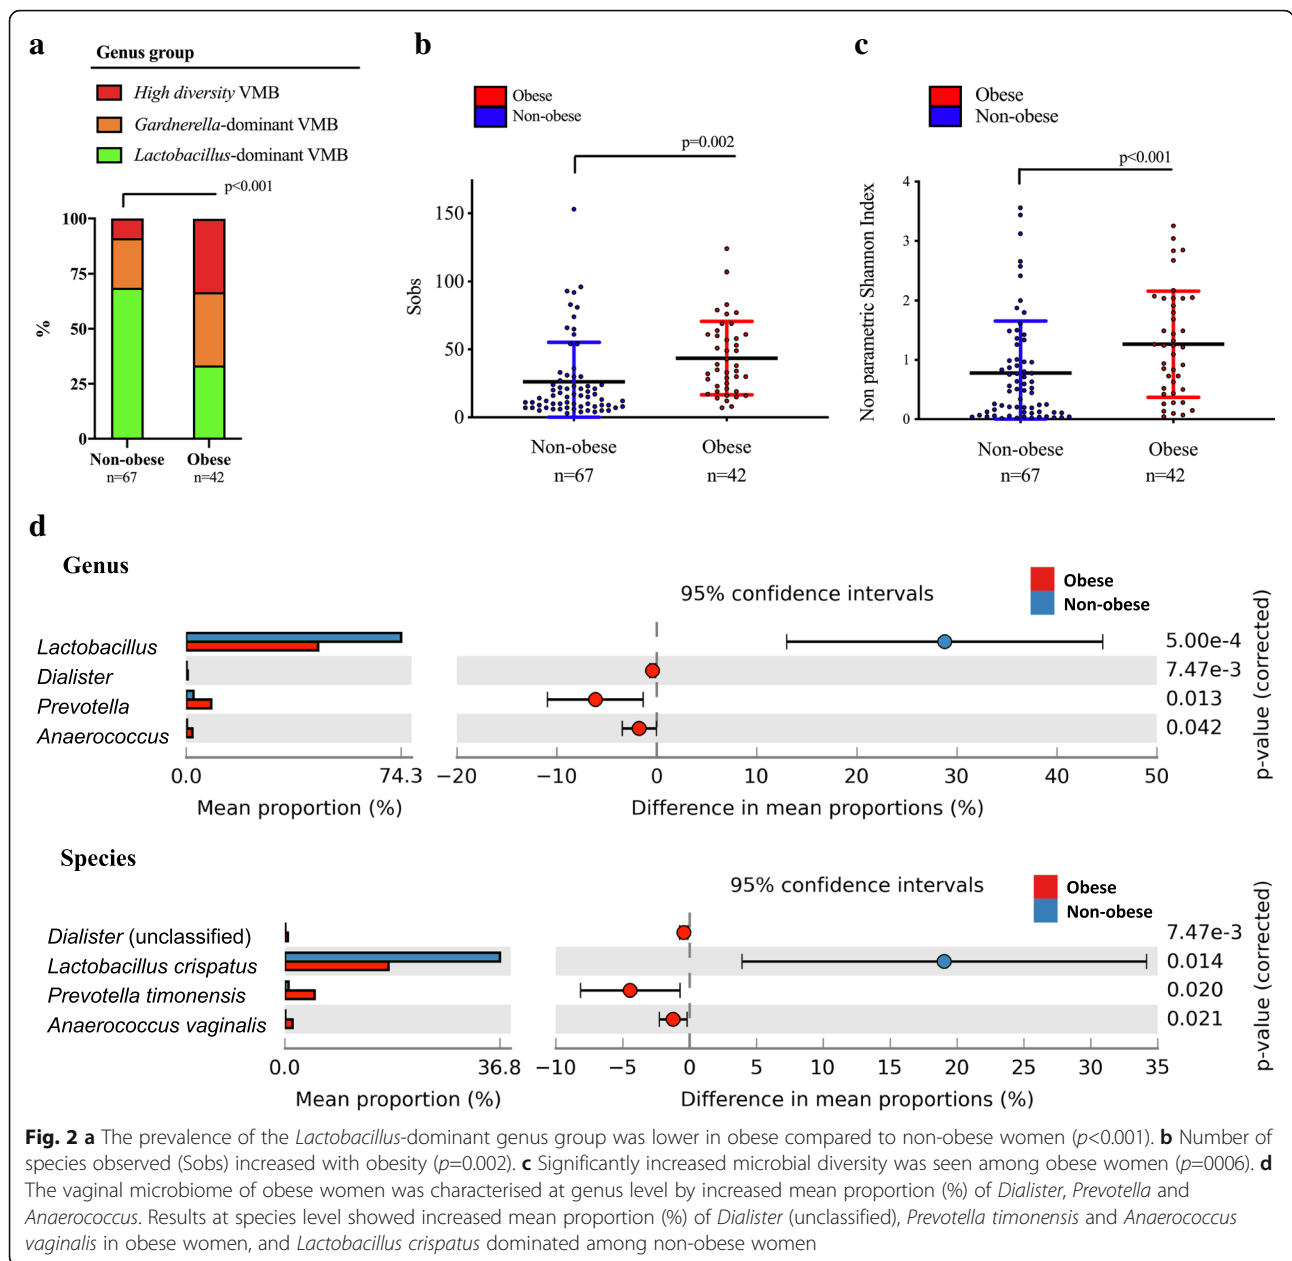 a
Genus group
High diversity VMB
Gardnerella-dominant VMB
Lactobacillus-dominant VMB
p<0.001
100
75
50
25
0
%
Non-obese
n=67
Obese
n=42
b
Obese
Non-obese
p=0.002
150
100
50
0
Sobs
Non-obese
n=67
Obese
n=42
c
Obese
Non-obese
p<0.001
4
3
2
1
0
Non parametric Shannon Index
Non-obese
n=67
Obese
n=42
d
Genus
95% confidence intervals
Obese
Non-obese
Lactobacillus
5.00e-4
Dialister
7.47e-3
Prevotella
0.013
Anaerococcus
0.042
p-value (corrected)
0.0 74.3
−20 −10 0 10 20 30 40 50
Mean proportion (%)
Difference in mean proportions (%)
Species
95% confidence intervals
Obese
Non-obese
Dialister (unclassified)
7.47e-3
Lactobacillus crispatus
0.014
Prevotella timonensis
0.020
Anaerococcus vaginalis
0.021
p-value (corrected)
0.0 36.8
−10 −5 0 5 10 15 20 25 30 35
Mean proportion (%)
Difference in mean proportions (%)
Fig. 2 a The prevalence of the Lactobacillus-dominant genus group was lower in obese compared to non-obese women (p<0.001). b Number of
species observed (Sobs) increased with obesity (p=0.002). c Significantly increased microbial diversity was seen among obese women (p=0006). d
The vaginal microbiome of obese women was characterised at genus level by increased mean proportion (%) of Dialister, Prevotella and
Anaerococcus. Results at species level showed increased mean proportion (%) of Dialister (unclassified), Prevotella timonensis and Anaerococcus
vaginalis in obese women, and Lactobacillus crispatus dominated among non-obese women